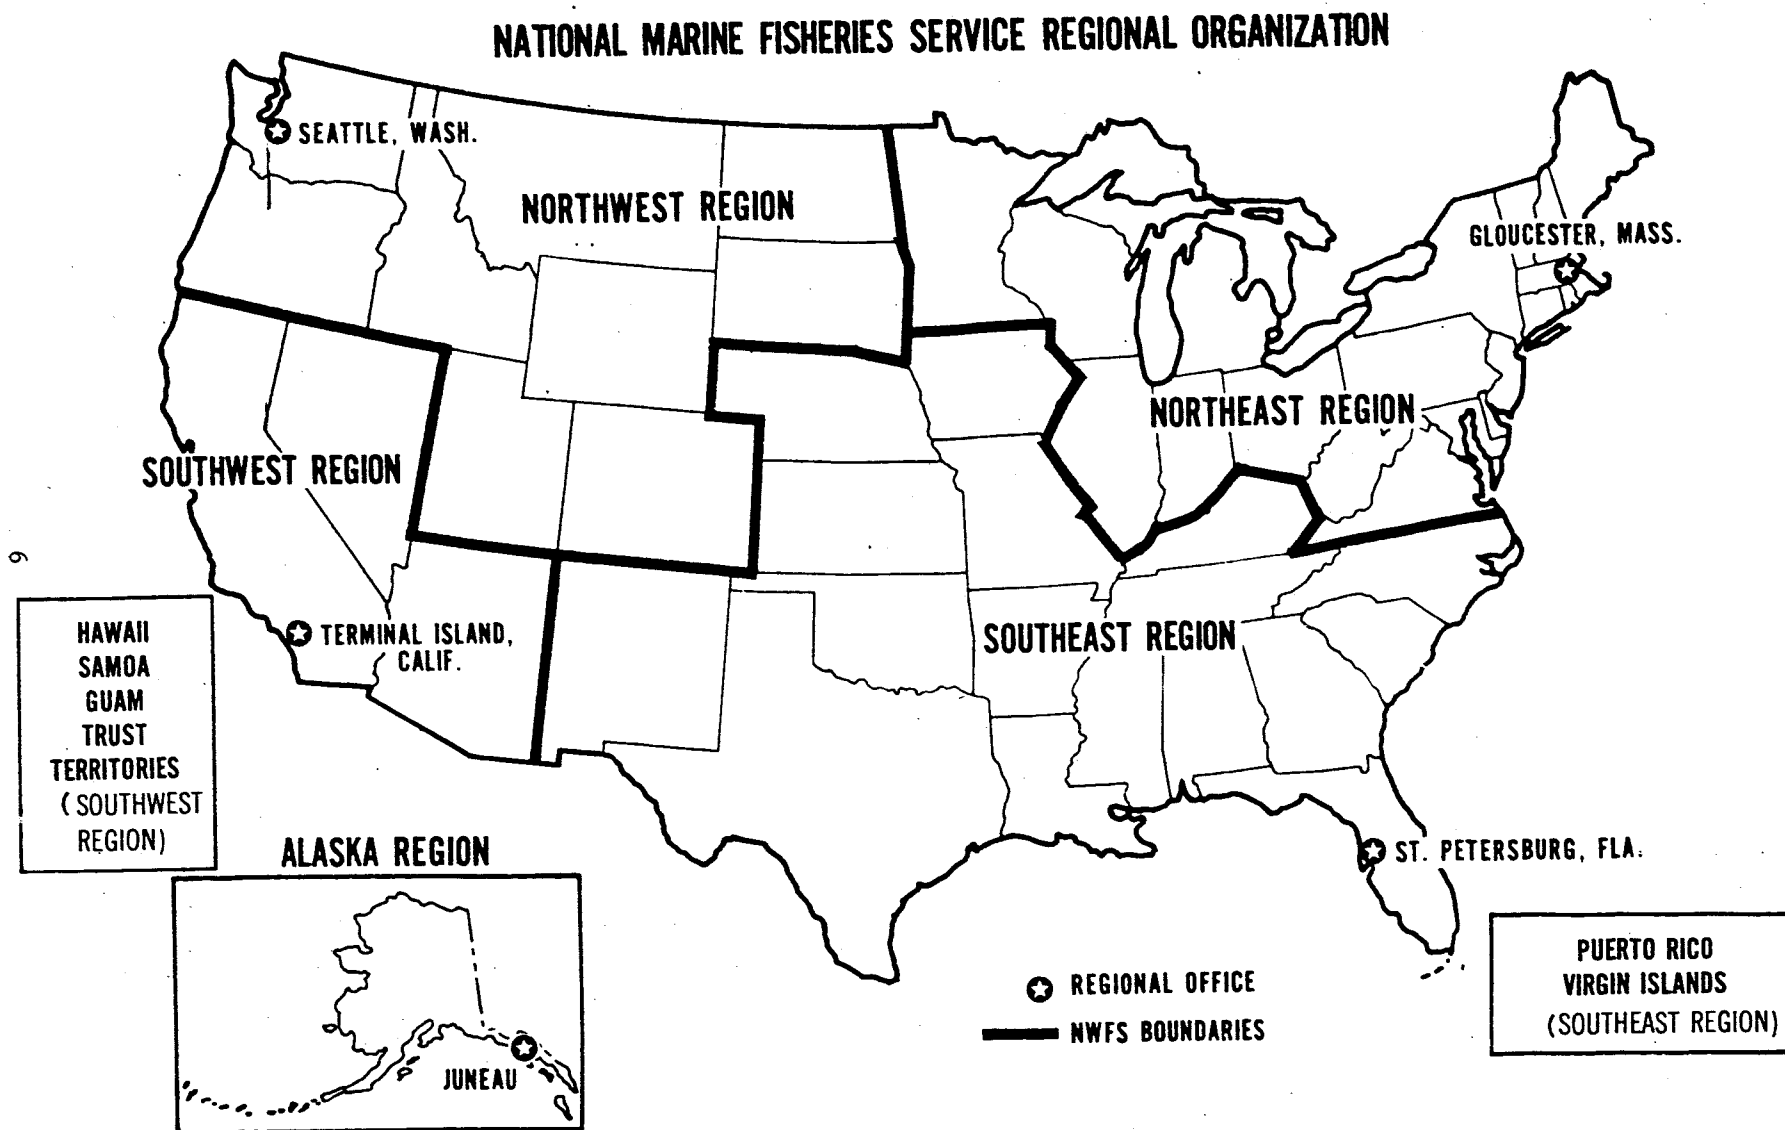 NATIONAL MARINE FISHERIES SERVICE REGIONAL ORGANIZATION
SEATTLE, WASH.
NORTHWEST REGION
GLOUCESTER, MASS.
NORTHEAST REGION
SOUTHWEST REGION
6
HAWAII
SAMOA
GUAM
TRUST
TERRITORIES
(SOUTHWEST
REGION)
TERMINAL ISLAND,
CALIF.
SOUTHEAST REGION
ALASKA REGION
JUNEAU
ST. PETERSBURG, FLA.
REGIONAL OFFICE
NWFS BOUNDARIES
PUERTO RICO
VIRGIN ISLANDS
(SOUTHEAST REGION)